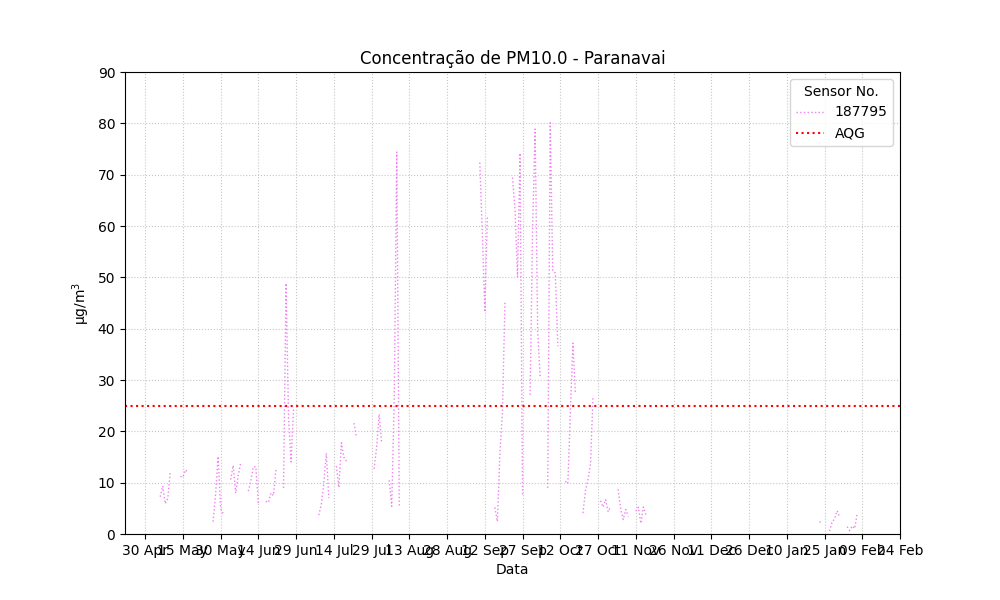 Concentração de PM10.0 - Paranavai
Sensor No.
187795
AQG
90
80
70
60
50
40
30
20
10
0
µg/m³
30 Apr 15 May 30 May 14 Jun 29 Jun 14 Jul 29 Jul 13 Aug 28 Aug 12 Sep 27 Sep 12 Oct 27 Oct 11 Nov 26 Nov 11 Dec 26 Dec 10 Jan 25 Jan 09 Feb 24 Feb
Data